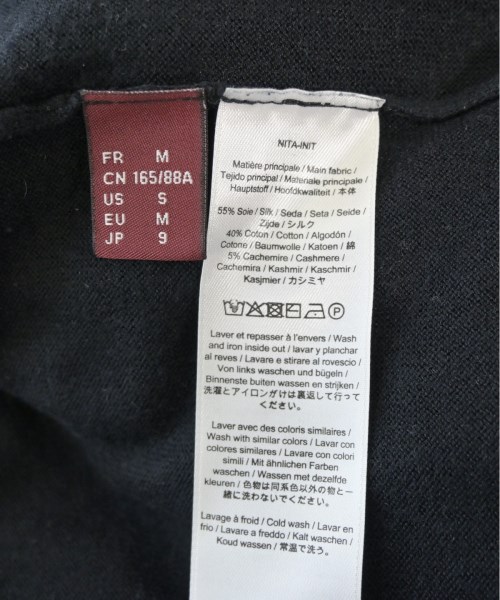 FR M
CN 165/88A
US S
EU M
JP 9
NITA-INIT
Matière principale / Main fabric /
Tejido principal / Materiale principale /
Hauptstoff / Hoofdkwaliteit / 本体
55% Soie / Silk / Seda / Seta / Seide /
Zijde / シルク
40% Coton / Cotton / Algodón /
Cotone / Baumwolle / Katoen / 綿
5% Cachemire / Cashmere /
Cachemira / Kashmir / Kaschmir /
Kasjmier / カシミヤ
P
Laver et repasser à l'envers / Wash
and iron inside out / lavar y planchar
al reves / Lavare e stirare al rovescio /
Von links waschen und bügeln /
Binnenste buiten wassen en strijken /
洗濯とアイロンがけは裏返して行って
ください。
Laver avec des coloris similaires /
Wash with similar colors / Lavar con
colores similares / Lavare con colori
simili / Mit ähnlichen Farben
waschen / Wassen met dezelfde
kleuren / 色物は同系色以外の物と一
緒に洗わないでください。
Lavage à froid / Cold wash / Lavar en
frio / Lavare a freddo / Kalt waschen /
Koud wassen / 常温で洗う。